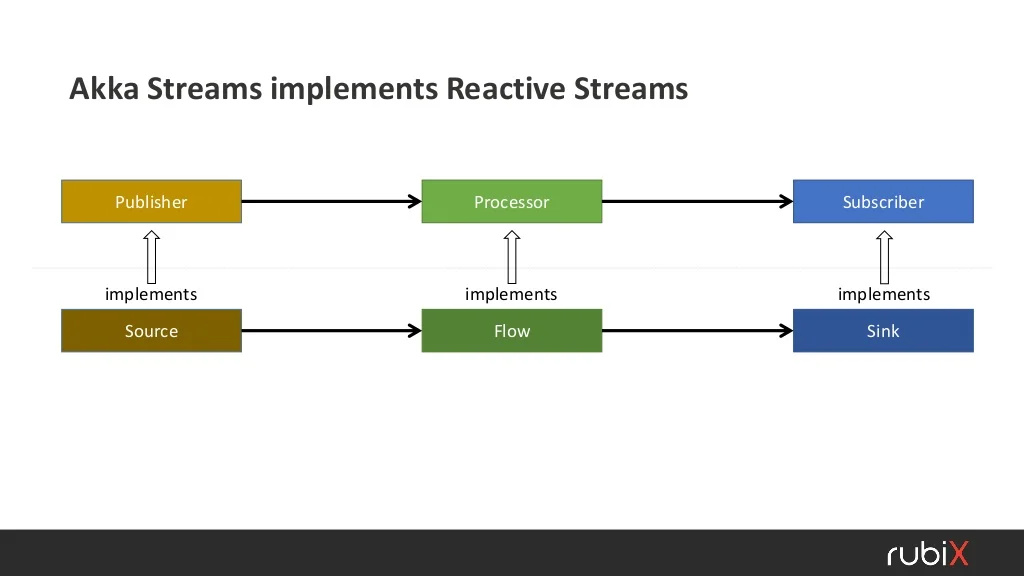 Akka Streams implements Reactive Streams
Publisher
Processor
Subscriber
implements
implements
implements
Source
Flow
Sink
rubiX